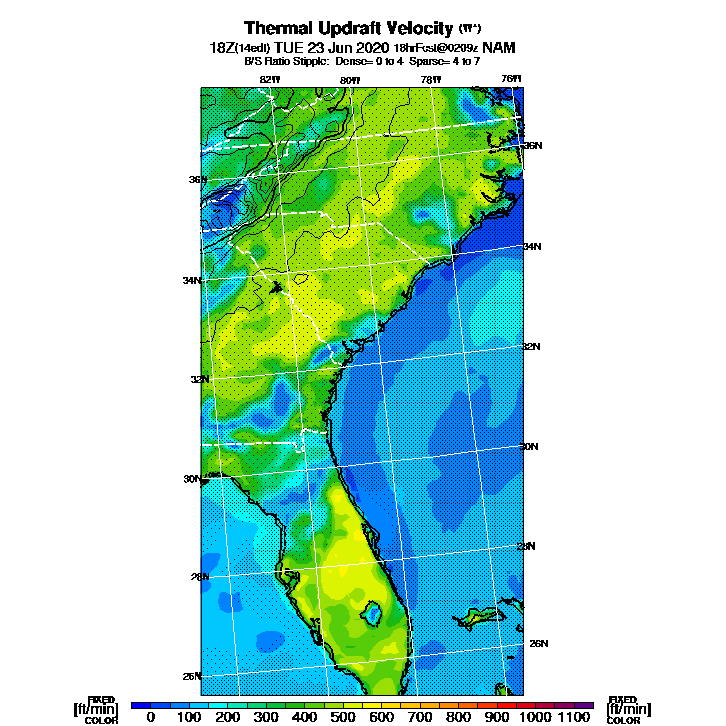 Thermal Updraft Velocity (W*)
18Z(14edt) TUE 23 Jun 2020 18hrFcst@0209z NAM
B/S Ratio Stipple: Dense= 0 to 4 Sparse= 4 to 7
82W 80W 78W 76W
36N
36N
34N
34N
32N
32N
30N
30N
28N
28N
26N
26N
FIXED FIXED
[ft/min] 0 100 200 300 400 500 600 700 800 900 1000 1100 [ft/min]
COLOR COLOR